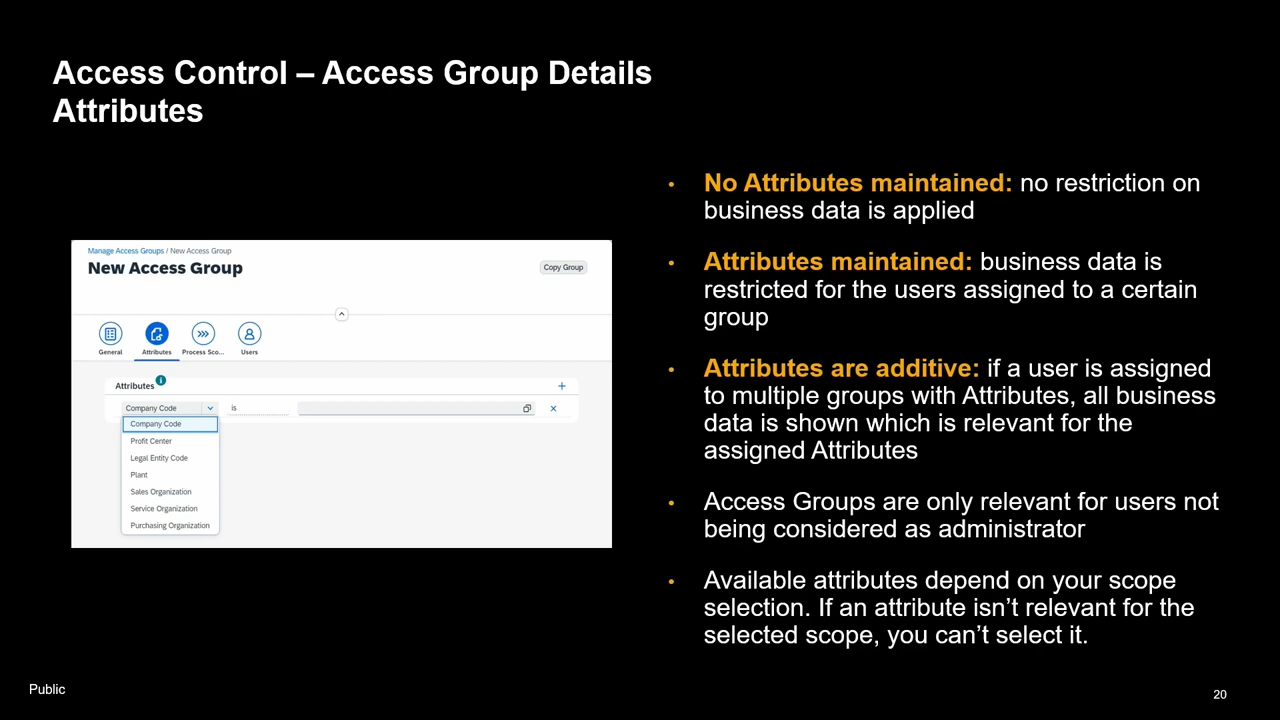 Access Control – Access Group Details
Attributes
Manage Access Groups / New Access Group
New Access Group
Copy Group
General
Attributes
Process Sco...
Users
Attributes
i
+
Company Code
is
Company Code
Profit Center
Legal Entity Code
Plant
Sales Organization
Service Organization
Purchasing Organization
• No Attributes maintained: no restriction on
business data is applied
• Attributes maintained: business data is
restricted for the users assigned to a certain
group
• Attributes are additive: if a user is assigned
to multiple groups with Attributes, all business
data is shown which is relevant for the
assigned Attributes
• Access Groups are only relevant for users not
being considered as administrator
• Available attributes depend on your scope
selection. If an attribute isn’t relevant for the
selected scope, you can’t select it.
Public
20